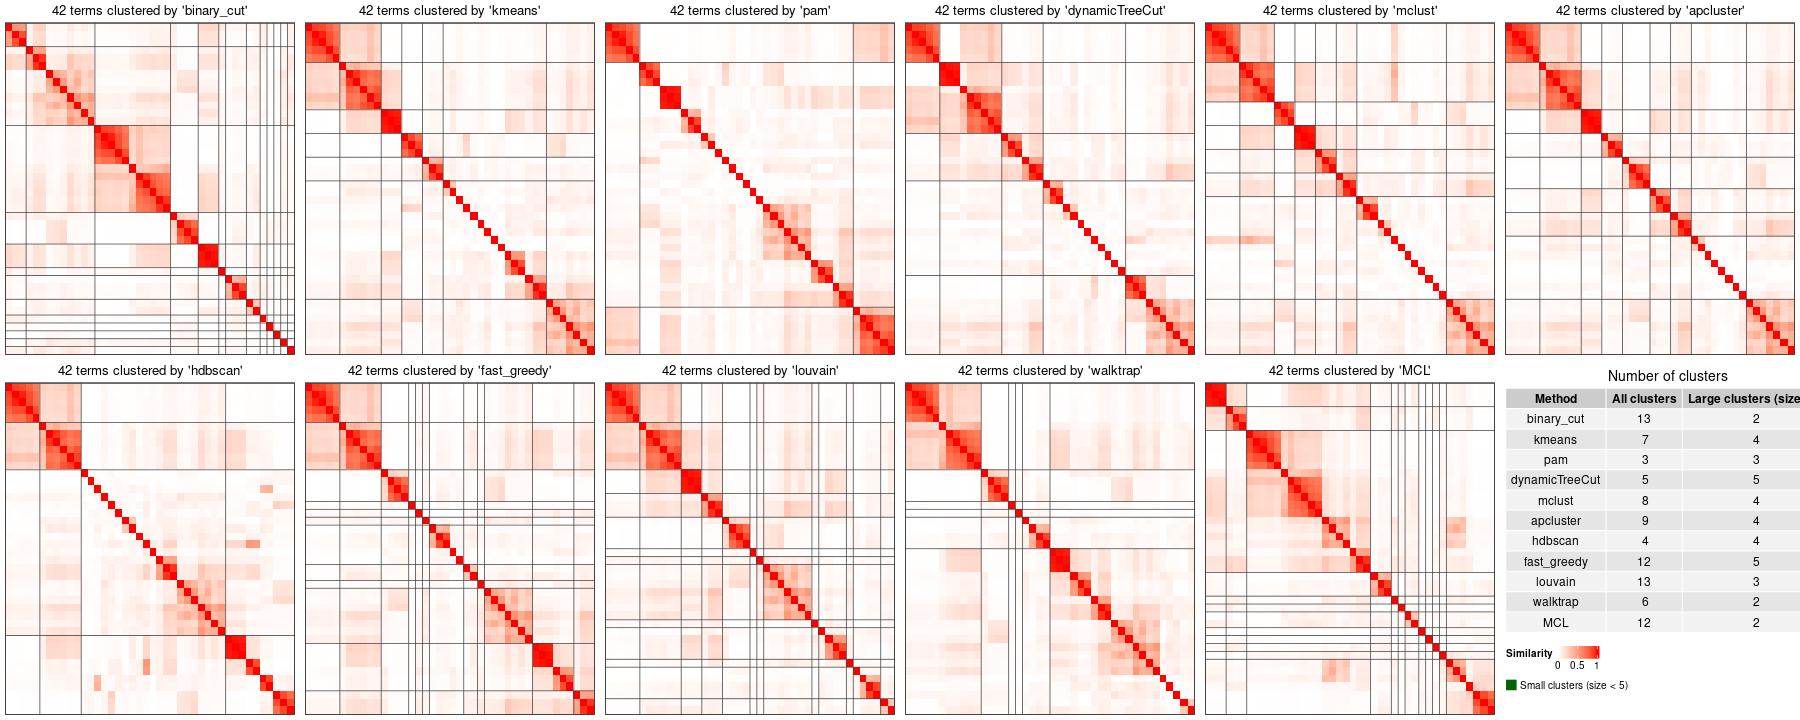 42 terms clustered by 'binary_cut'
42 terms clustered by 'kmeans'
42 terms clustered by 'pam'
42 terms clustered by 'dynamicTreeCut'
42 terms clustered by 'mclust'
42 terms clustered by 'apcluster'
42 terms clustered by 'hdbscan'
42 terms clustered by 'fast_greedy'
42 terms clustered by 'louvain'
42 terms clustered by 'walktrap'
42 terms clustered by 'MCL'
Number of clusters
Method All clusters Large clusters (size
binary_cut 13 2
kmeans 7 4
pam 3 3
dynamicTreeCut 5 5
mclust 8 4
apcluster 9 4
hdbscan 4 4
fast_greedy 12 5
louvain 13 3
walktrap 6 2
MCL 12 2
Similarity
0 0.5 1
Small clusters (size < 5)